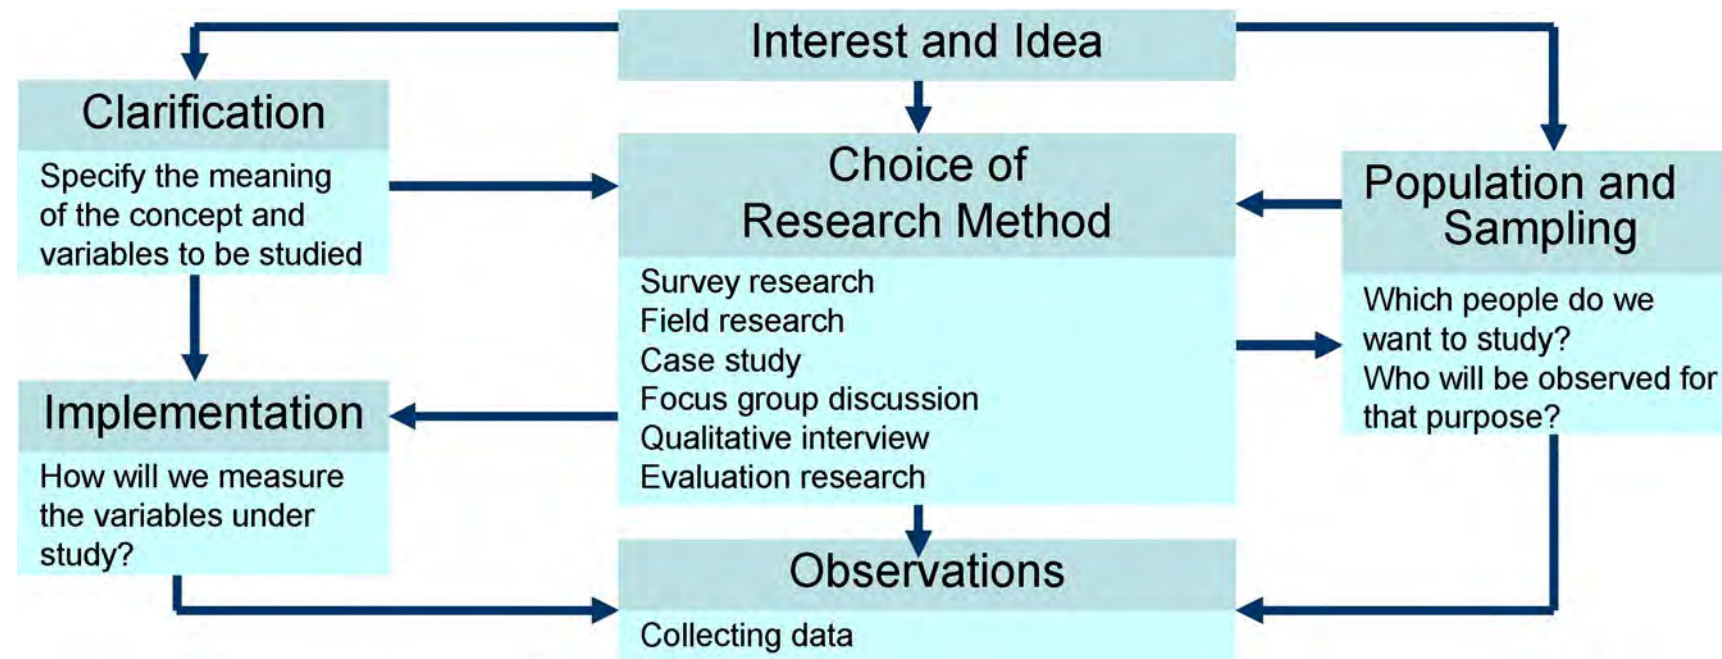 Interest and Idea
Clarification
Specify the meaning
of the concept and
variables to be studied
Choice of
Research Method
Survey research
Field research
Case study
Focus group discussion
Qualitative interview
Evaluation research
Population and
Sampling
Which people do we
want to study?
Who will be observed for
that purpose?
Implementation
How will we measure
the variables under
study?
Observations
Collecting data